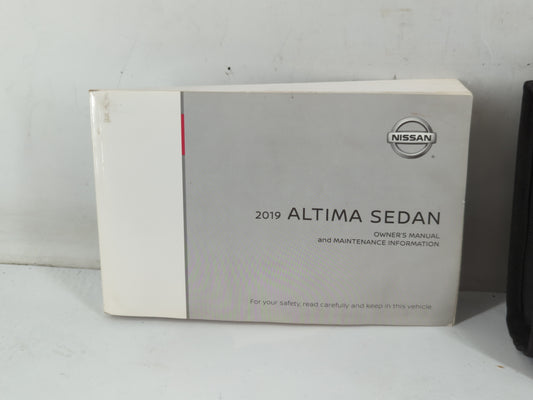 NISSAN
2019 ALTIMA SEDAN
OWNER'S MANUAL
and MAINTENANCE INFORMATION
For your safety, read carefully and keep in this vehicle.